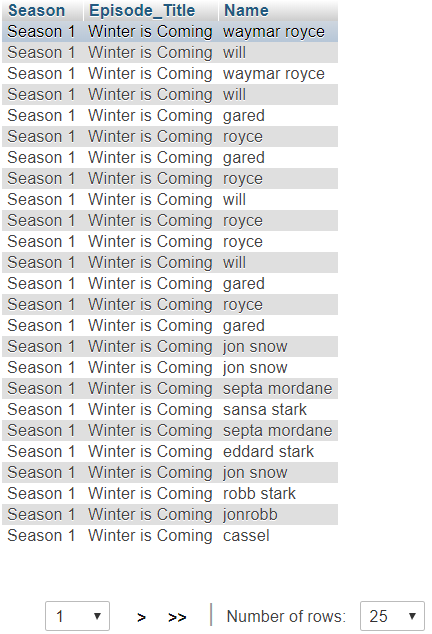 Season Episode_Title Name
Season 1 Winter is Coming waymar royce
Season 1 Winter is Coming will
Season 1 Winter is Coming waymar royce
Season 1 Winter is Coming will
Season 1 Winter is Coming gared
Season 1 Winter is Coming royce
Season 1 Winter is Coming gared
Season 1 Winter is Coming royce
Season 1 Winter is Coming will
Season 1 Winter is Coming royce
Season 1 Winter is Coming royce
Season 1 Winter is Coming will
Season 1 Winter is Coming gared
Season 1 Winter is Coming royce
Season 1 Winter is Coming gared
Season 1 Winter is Coming jon snow
Season 1 Winter is Coming jon snow
Season 1 Winter is Coming septa mordane
Season 1 Winter is Coming sansa stark
Season 1 Winter is Coming septa mordane
Season 1 Winter is Coming eddard stark
Season 1 Winter is Coming jon snow
Season 1 Winter is Coming robb stark
Season 1 Winter is Coming jonrobb
Season 1 Winter is Coming cassel
1 > >> Number of rows: 25